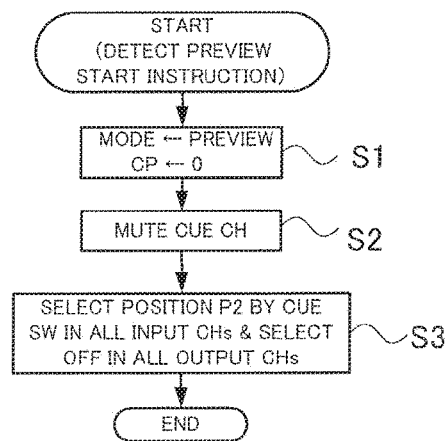 START
(DETECT PREVIEW
START INSTRUCTION)
MODE ← PREVIEW
CP ← 0
S1
MUTE CUE CH
S2
SELECT POSITION P2 BY CUE
SW IN ALL INPUT CHs & SELECT
OFF IN ALL OUTPUT CHs
S3
END